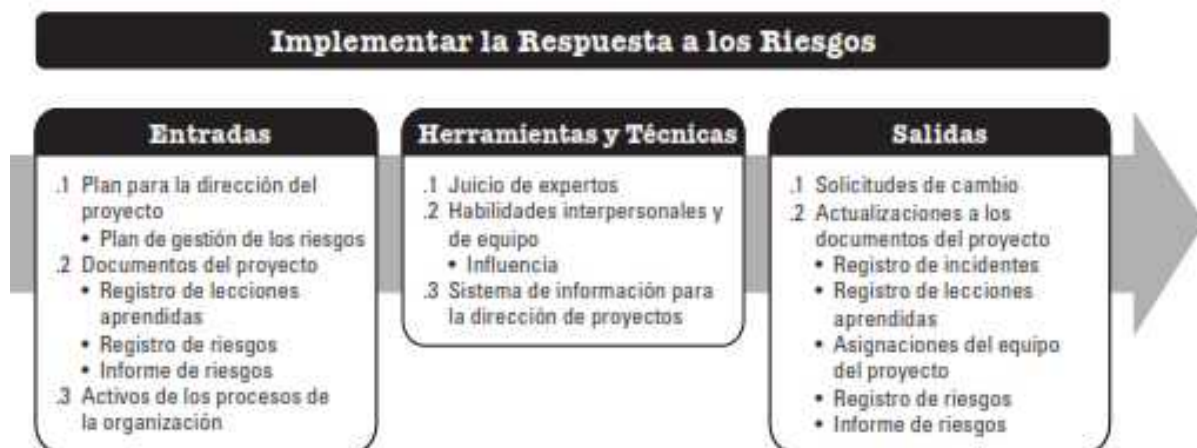 Implementar la Respuesta a los Riesgos
Entradas
.1 Plan para la dirección del
proyecto
• Plan de gestión de los riesgos
.2 Documentos del proyecto
• Registro de lecciones
aprendidas
• Registro de riesgos
• Informe de riesgos
.3 Activos de los procesos de
la organización
Herramientas y Técnicas
.1 Juicio de expertos
.2 Habilidades interpersonales y
de equipo
• Influencia
.3 Sistema de información para
la dirección de proyectos
Salidas
.1 Solicitudes de cambio
.2 Actualizaciones a los
documentos del proyecto
• Registro de incidentes
• Registro de lecciones
aprendidas
• Asignaciones del equipo
del proyecto
• Registro de riesgos
• Informe de riesgos